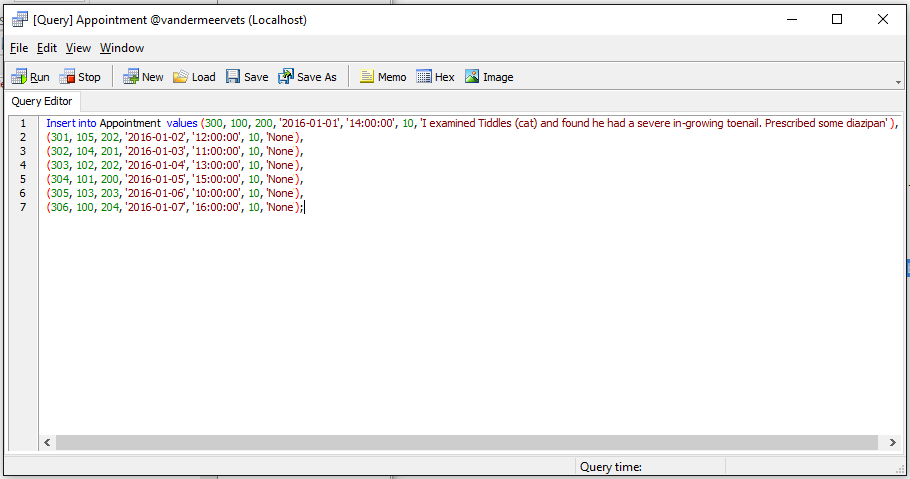 [Query] Appointment @vandermeervets (Localhost)
File Edit View Window
Run Stop New Load Save Save As Memo Hex Image
Query Editor
1 Insert into Appointment values (300, 100, 200, '2016-01-01', '14:00:00', 10, 'I examined Tiddles (cat) and found he had a severe in-growing toenail. Prescribed some diazipan' ),
2 (301, 105, 202, '2016-01-02', '12:00:00', 10, 'None'),
3 (302, 104, 201, '2016-01-03', '11:00:00', 10, 'None'),
4 (303, 102, 202, '2016-01-04', '13:00:00', 10, 'None'),
5 (304, 101, 200, '2016-01-05', '15:00:00', 10, 'None'),
6 (305, 103, 203, '2016-01-06', '10:00:00', 10, 'None'),
7 (306, 100, 204, '2016-01-07', '16:00:00', 10, 'None');
Query time: